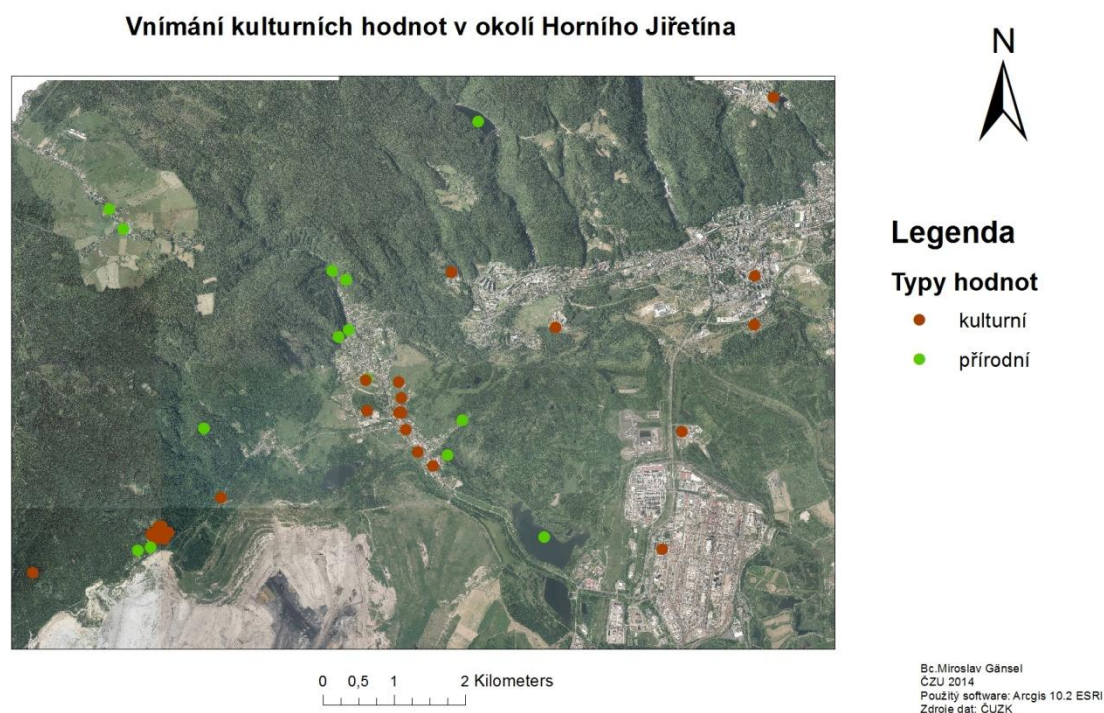 Vnímání kulturních hodnot v okolí Horního Jiřetína
N
Legenda
Typy hodnot
kulturní
přírodní
0 0,5 1 2 Kilometers
Bc.Miroslav Gänsel
ČZU 2014
Použitý software: Arcgis 10.2 ESRI
Zdroje dat: ČUZK